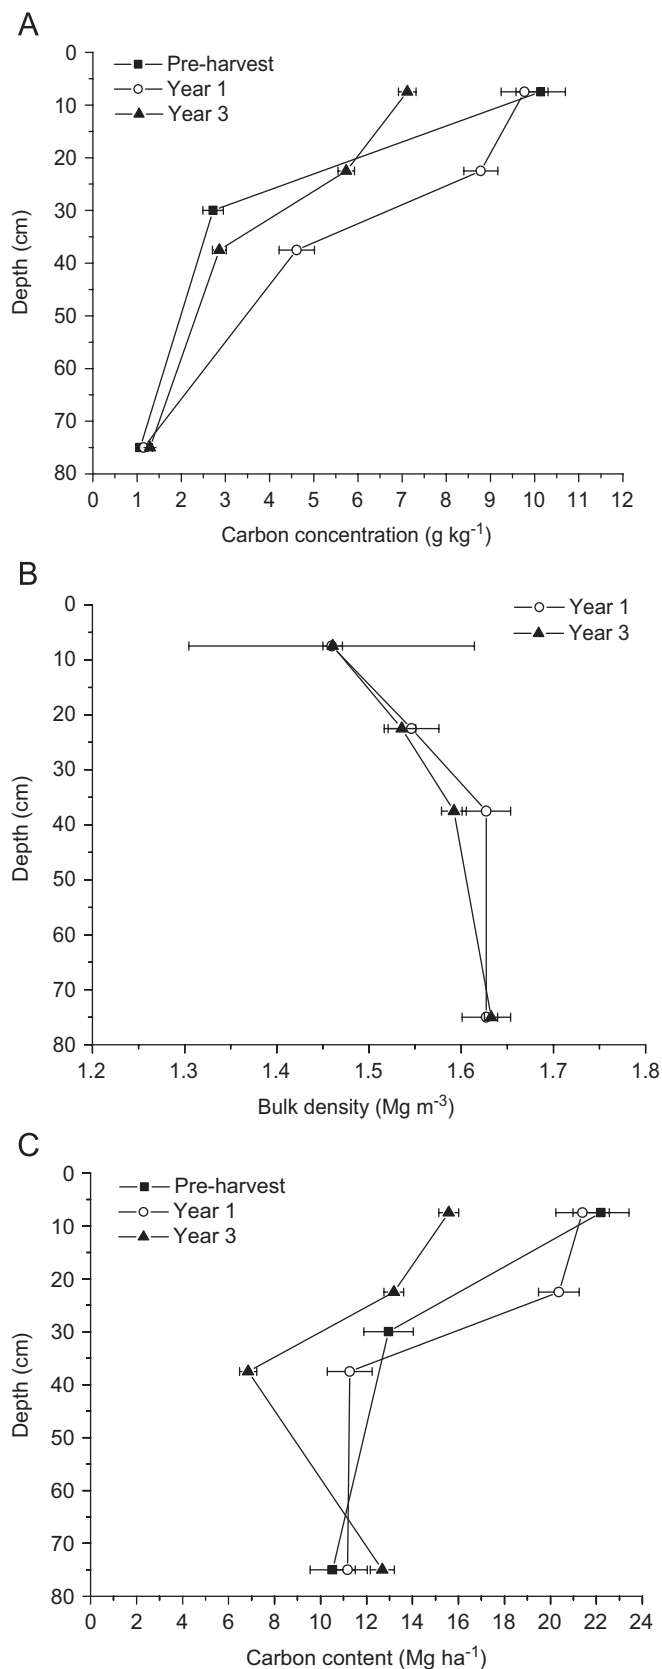 A
0
10
20
30
40
50
60
70
80
Depth (cm)
Pre-harvest
Year 1
Year 3
0 1 2 3 4 5 6 7 8 9 10 11 12
Carbon concentration (g kg-1)
B
0
10
20
30
40
50
60
70
80
Depth (cm)
Year 1
Year 3
1.2 1.3 1.4 1.5 1.6 1.7 1.8
Bulk density (Mg m-3)
C
0
10
20
30
40
50
60
70
80
Depth (cm)
Pre-harvest
Year 1
Year 3
0 2 4 6 8 10 12 14 16 18 20 22 24
Carbon content (Mg ha-1)